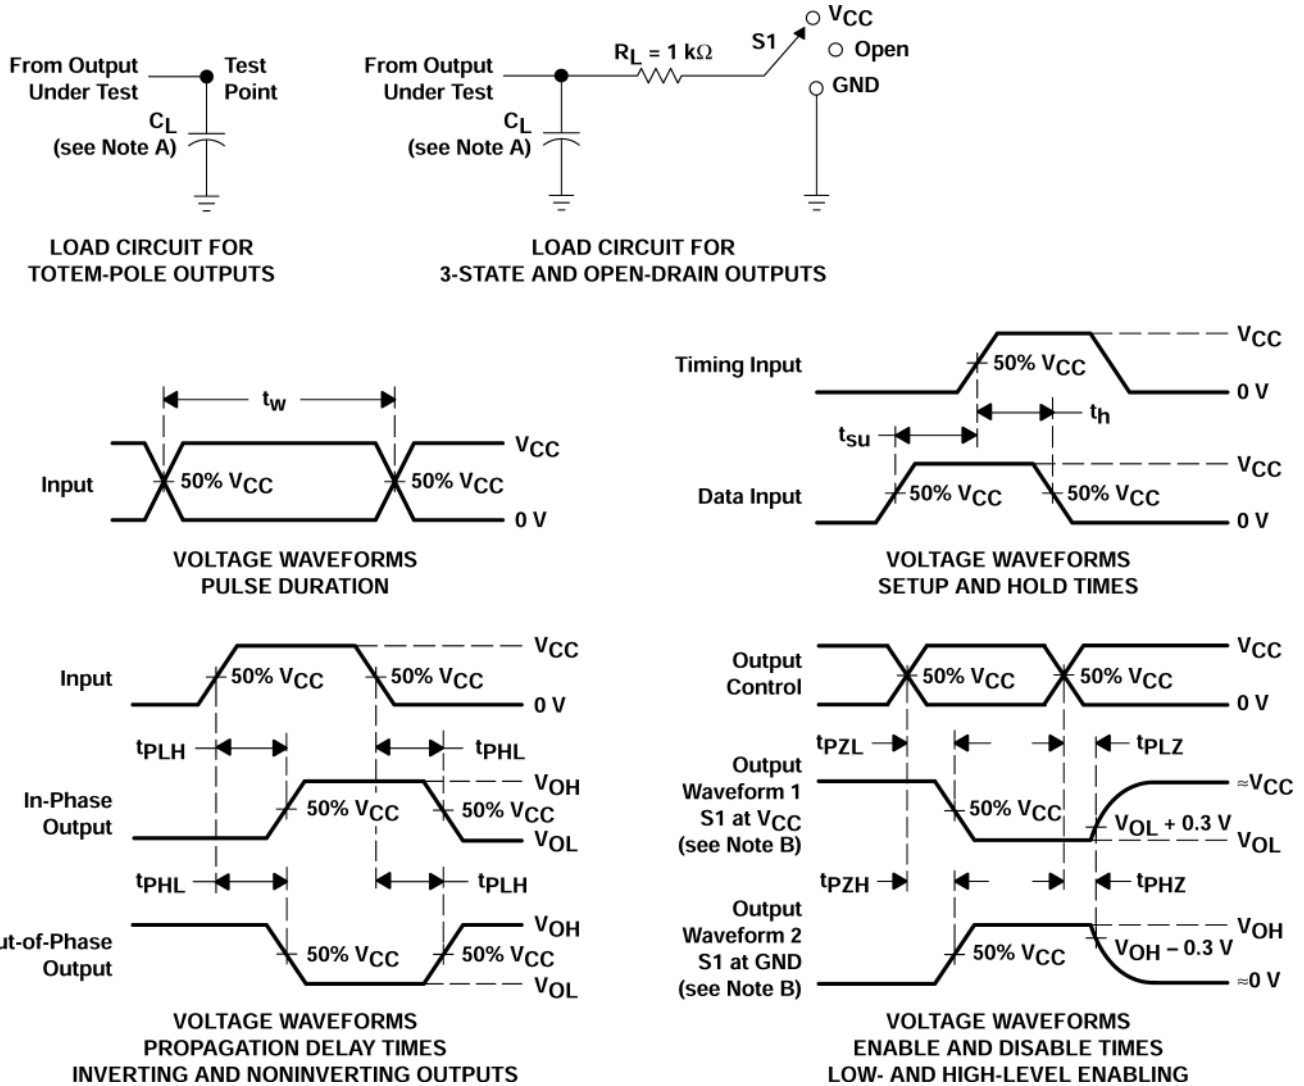 From Output
Under Test
Test
Point
CL
(see Note A)
LOAD CIRCUIT FOR
TOTEM-POLE OUTPUTS
From Output
Under Test
RL = 1 kΩ
S1
VCC
Open
GND
CL
(see Note A)
LOAD CIRCUIT FOR
3-STATE AND OPEN-DRAIN OUTPUTS
tw
Input
50% VCC
50% VCC
VCC
0 V
VOLTAGE WAVEFORMS
PULSE DURATION
Timing Input
50% VCC
VCC
0 V
th
tsu
Data Input
50% VCC
50% VCC
VCC
0 V
VOLTAGE WAVEFORMS
SETUP AND HOLD TIMES
Input
50% VCC
50% VCC
VCC
0 V
tPLH
tPHL
In-Phase
Output
50% VCC
50% VCC
VOH
VOL
tPHL
tPLH
ut-of-Phase
Output
50% VCC
50% VCC
VOH
VOL
VOLTAGE WAVEFORMS
PROPAGATION DELAY TIMES
INVERTING AND NONINVERTING OUTPUTS
Output
Control
50% VCC
50% VCC
VCC
0 V
tPZL
tPLZ
Output
Waveform 1
S1 at VCC
(see Note B)
50% VCC
VOL + 0.3 V
≈VCC
VOL
tPZH
tPHZ
Output
Waveform 2
S1 at GND
(see Note B)
50% VCC
VOH − 0.3 V
VOH
≈0 V
VOLTAGE WAVEFORMS
ENABLE AND DISABLE TIMES
LOW- AND HIGH-LEVEL ENABLING